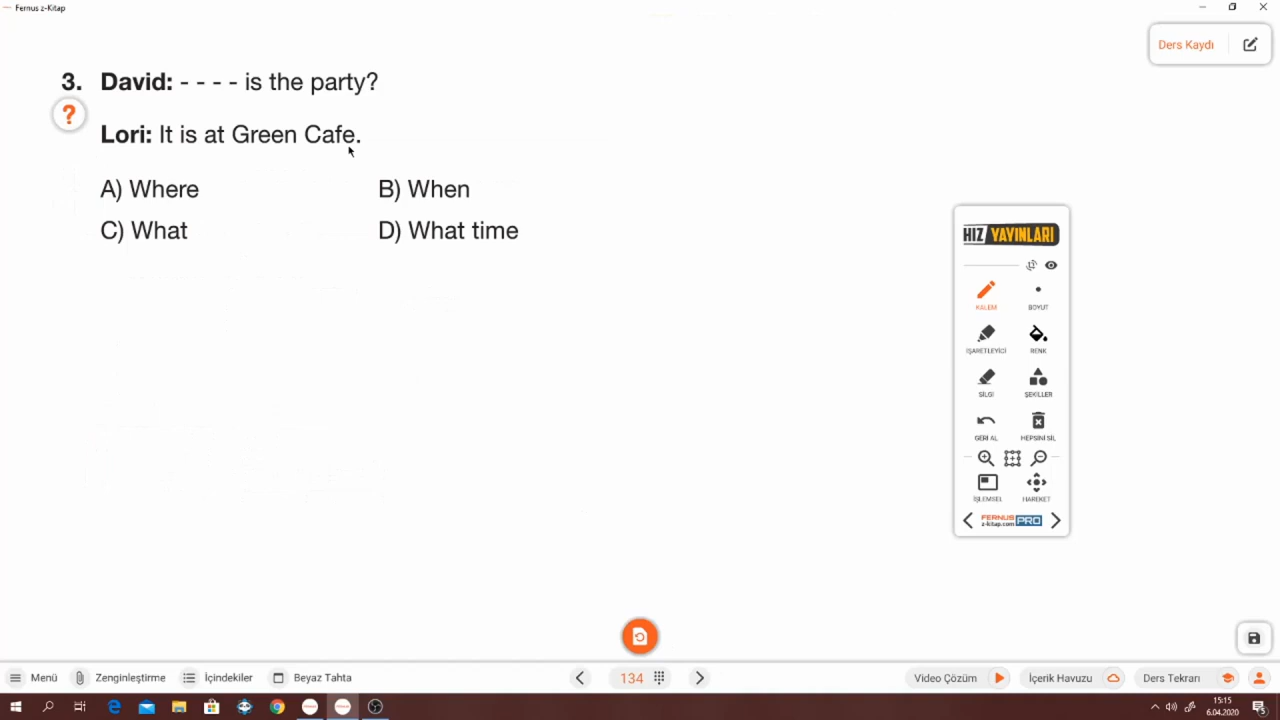 Fernus z-Kitap
Ders Kaydı
3. David: - - - - is the party?
?
Lori: It is at Green Cafe.
A) Where
B) When
C) What
D) What time
HIZ YAYINLARI
KALEM
BOYUT
İŞARETLEYİCİ
RENK
SİLGİ
ŞEKİLLER
GERİ AL
HEPSİNİ SİL
İŞLEMSEL
HAREKET
FERNUS
z-kitap.com PRO
Menü
Zenginleştirme
İçindekiler
Beyaz Tahta
134
Video Çözüm
İçerik Havuzu
Ders Tekrarı
15:15
6.04.2020
5